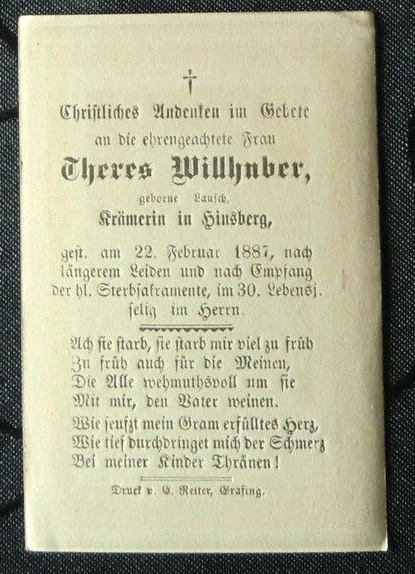 †
Christliches Andenken im Gebete
an die ehrengeachtete Frau
Theres Willhuber,
geborne Lausch,
Krämerin in Hinsberg,
gest. am 22. Februar 1887, nach
längerem Leiden und nach Empfang
der hl. Sterbsakramente, im 30. Lebensj.
selig im Herrn.
Ach sie starb, sie starb mir viel zu früh
Zu früh auch für die Meinen,
Die Alle wehmuthsvoll um sie
Mit mir, den Vater weinen.
Wie seufzt mein Gram erfülltes Herz,
Wie tief durchdringet mich der Schmerz
Bei meiner Kinder Thränen!
Druck v. E. Reiter, Grafing.